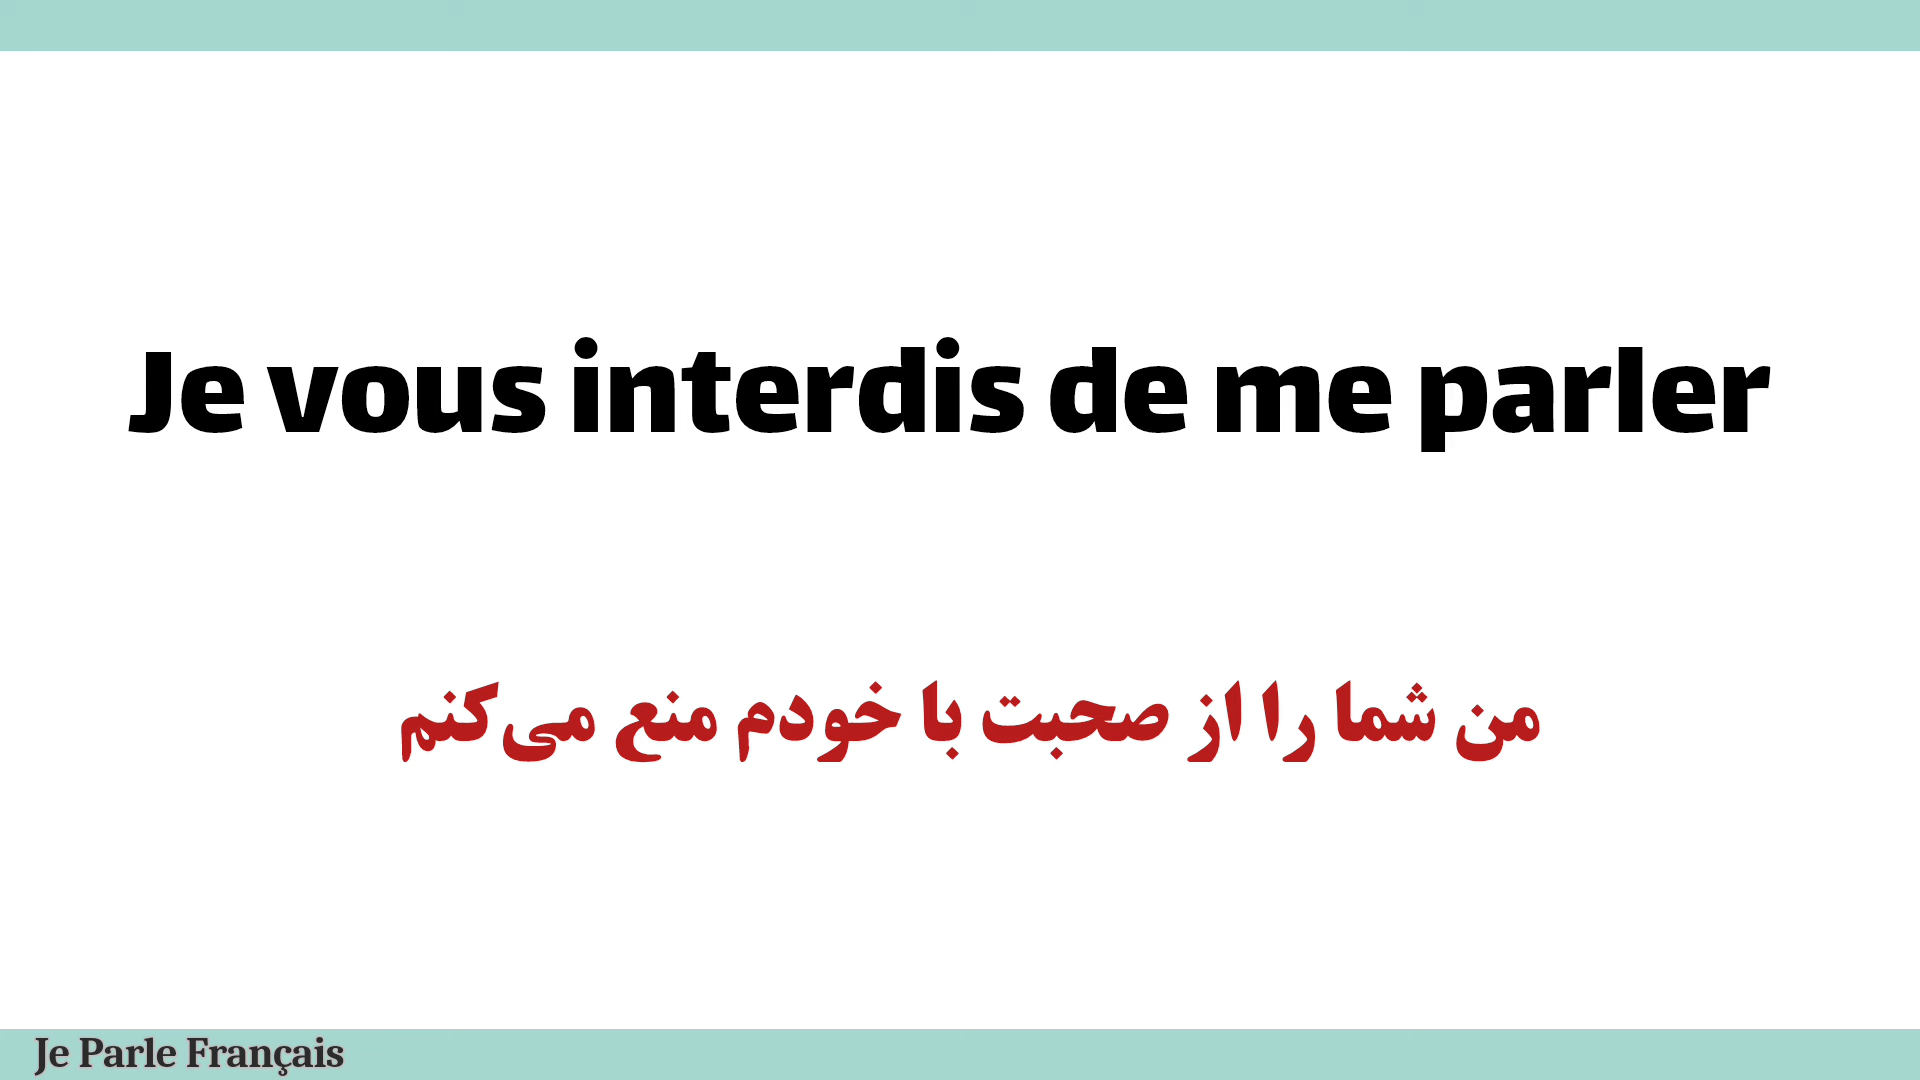 Je vous interdis de me parler
من شما را از صحبت با خودم منع می‌کنم
Je Parle Français